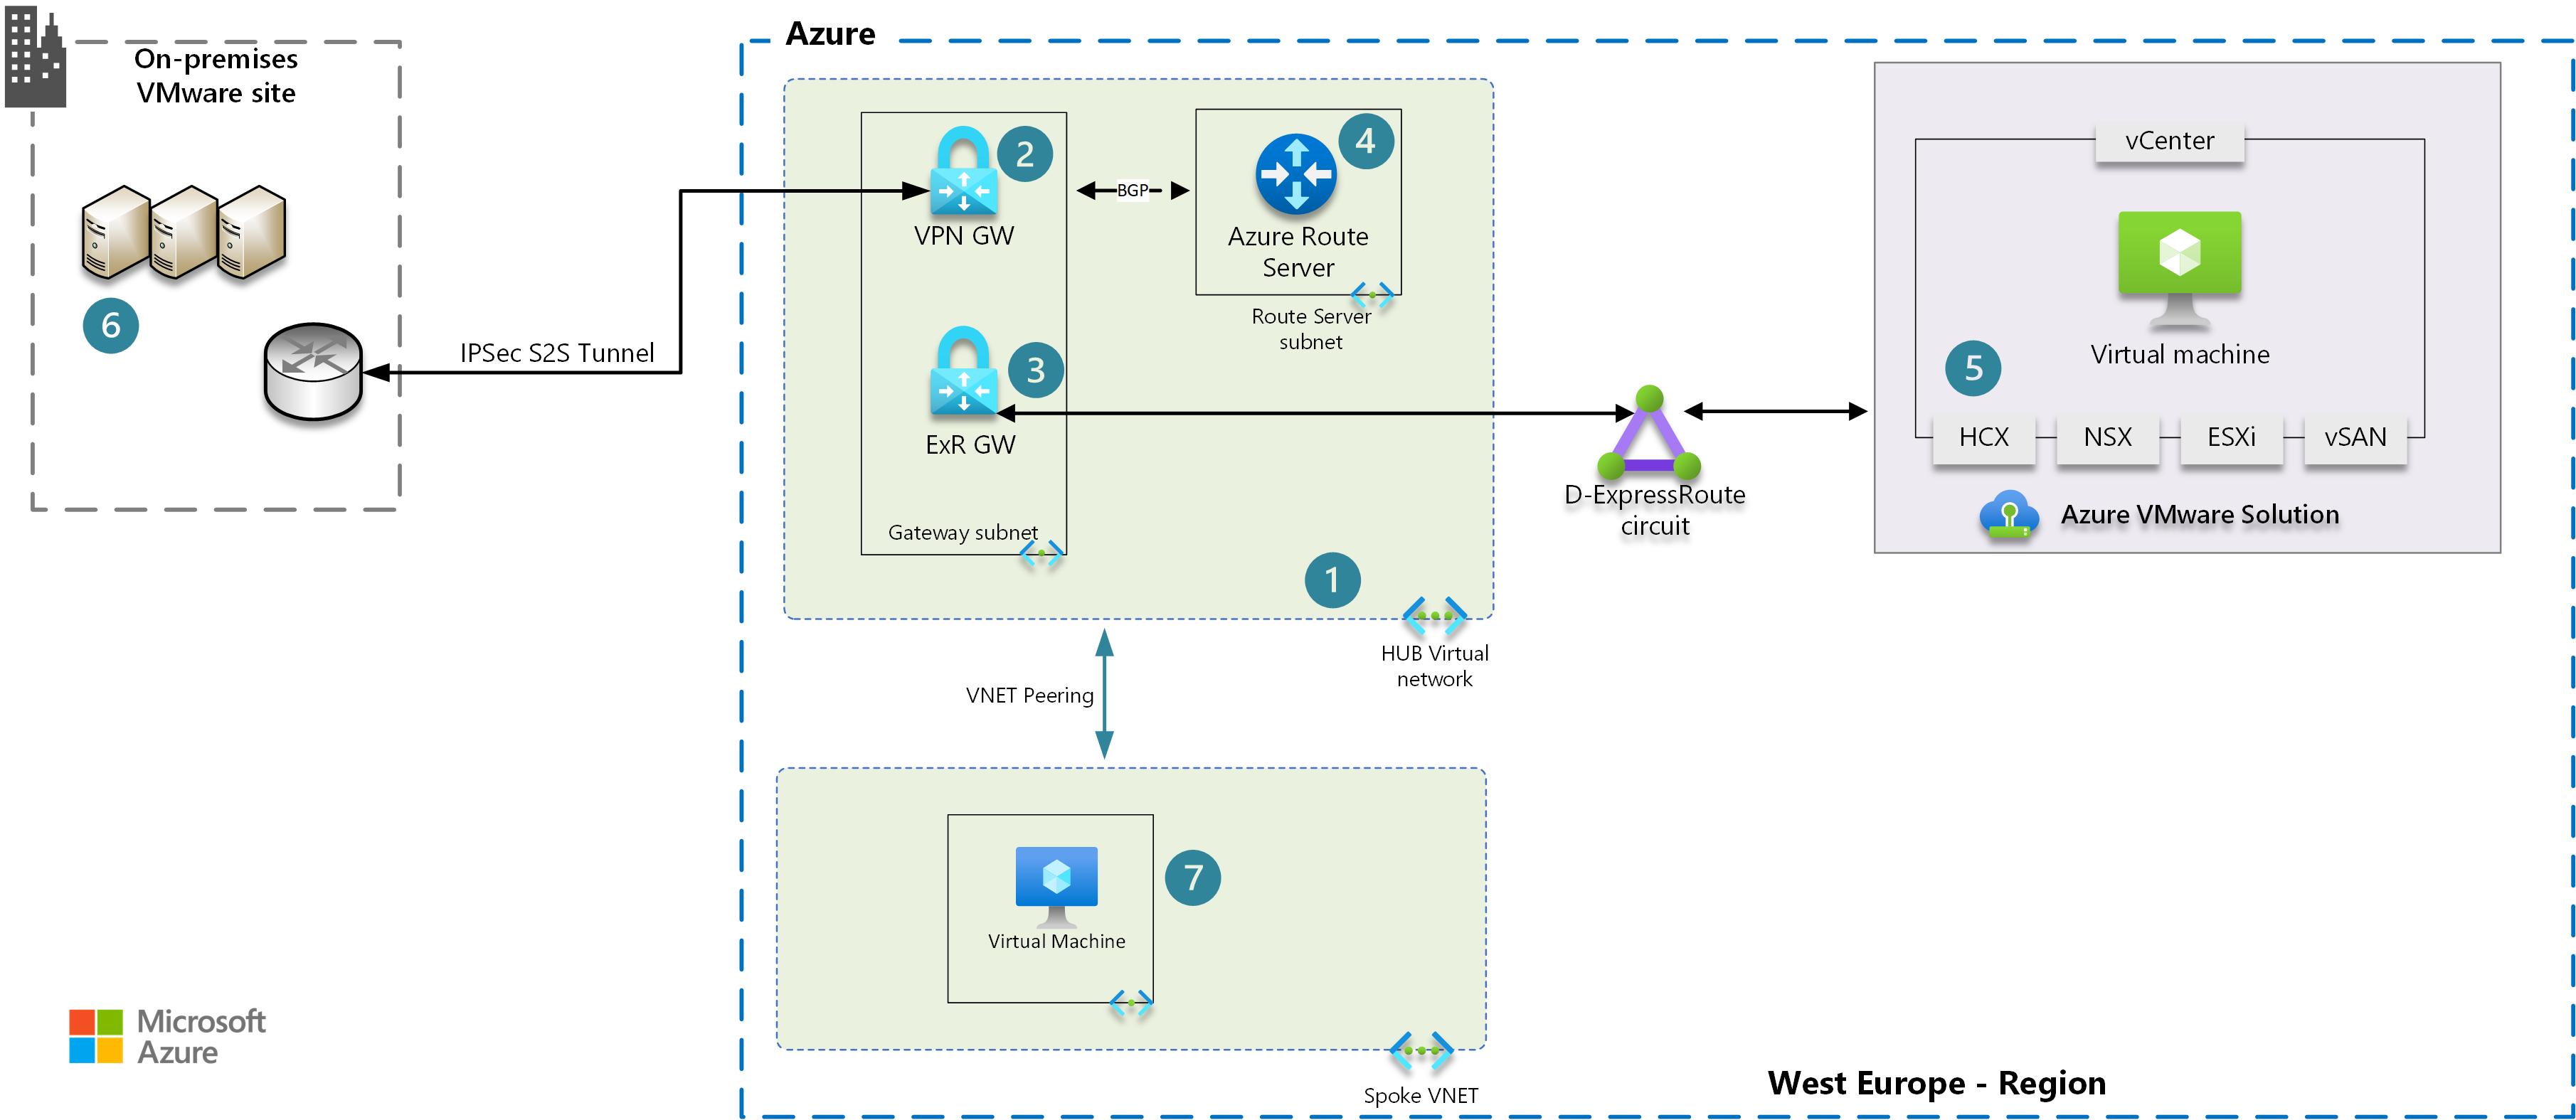 Azure
On-premises
VMware site
6
IPSec S2S Tunnel
2
VPN GW
BGP
4
Azure Route
Server
Route Server
subnet
3
ExR GW
Gateway subnet
1
HUB Virtual
network
D-ExpressRoute
circuit
vCenter
Virtual machine
5
HCX
NSX
ESXi
vSAN
Azure VMware Solution
VNET Peering
7
Virtual Machine
Spoke VNET
Microsoft
Azure
West Europe - Region